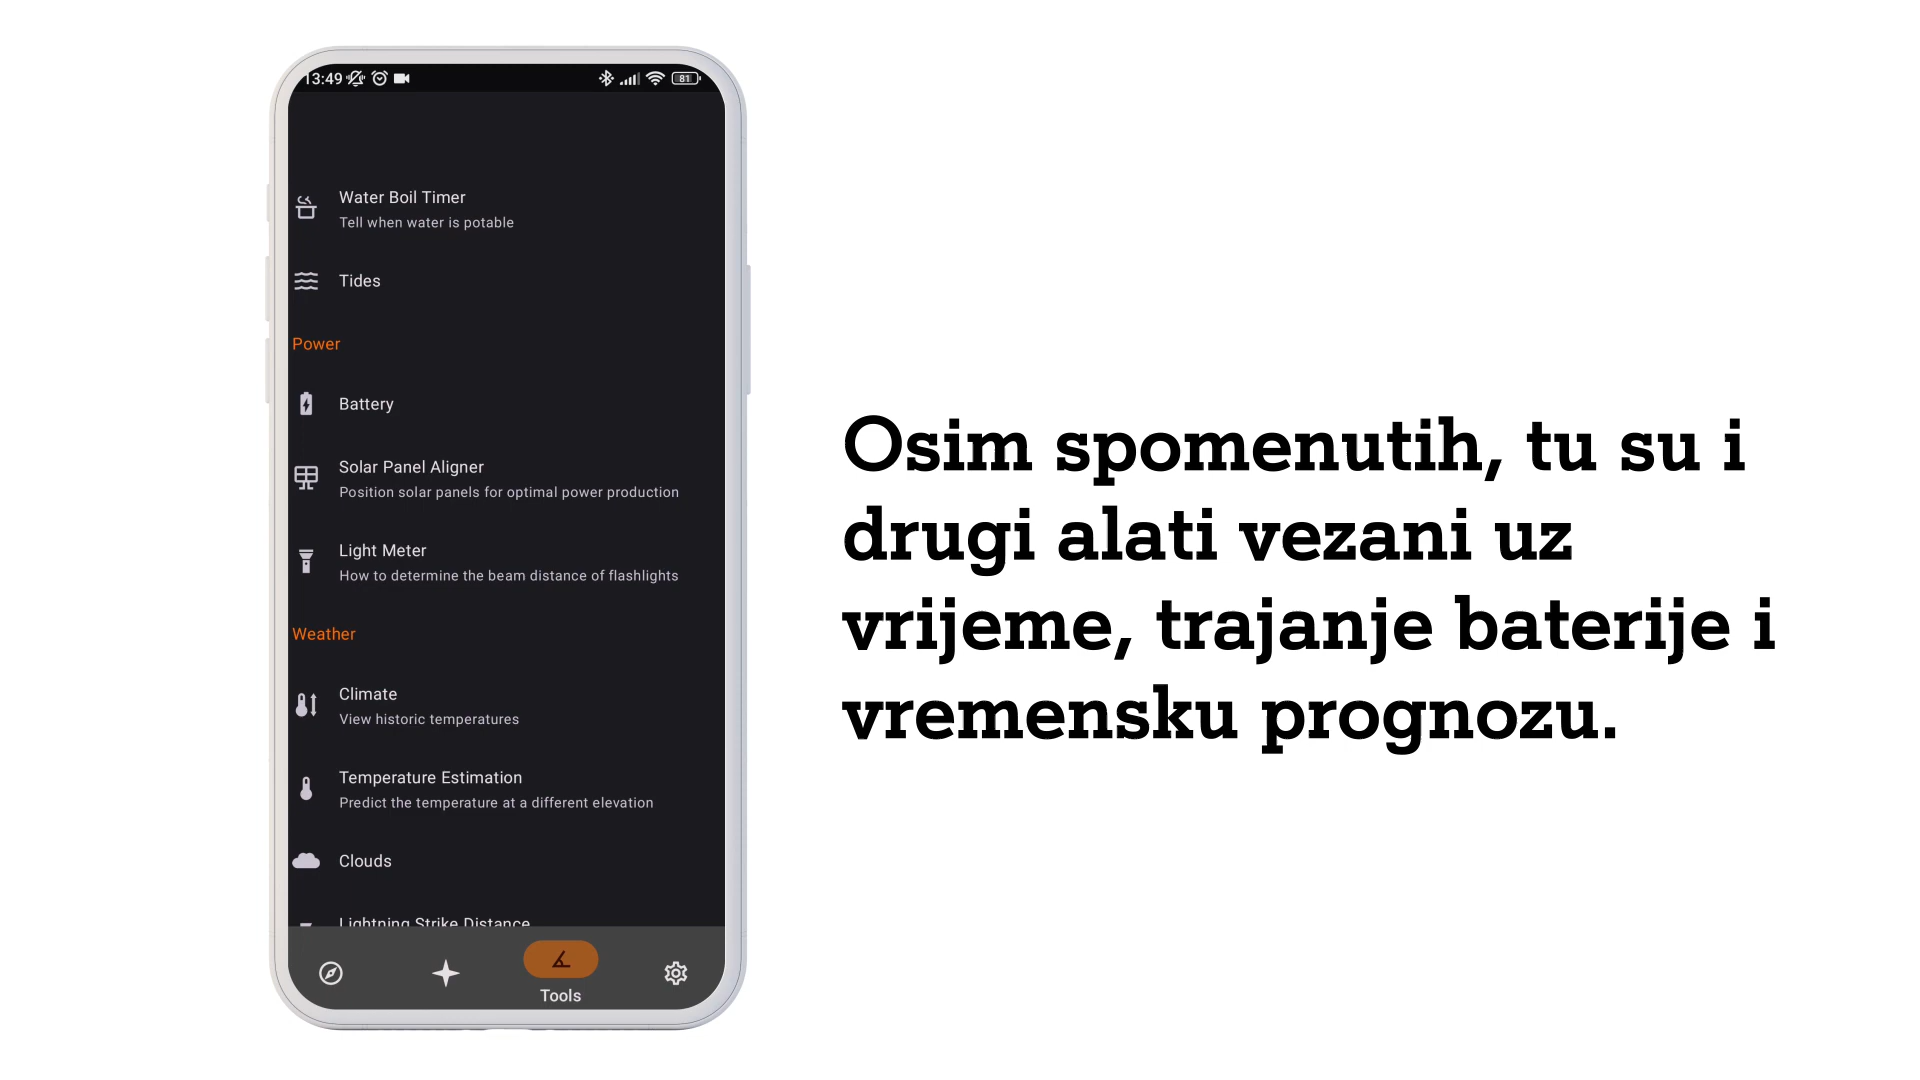 13:49
81
Water Boil Timer
Tell when water is potable
Tides
Power
Battery
Solar Panel Aligner
Position solar panels for optimal power production
Light Meter
How to determine the beam distance of flashlights
Weather
Climate
View historic temperatures
Temperature Estimation
Predict the temperature at a different elevation
Clouds
Lightning Strike Distance
Tools
Osim spomenutih, tu su i
drugi alati vezani uz
vrijeme, trajanje baterije i
vremensku prognozu.